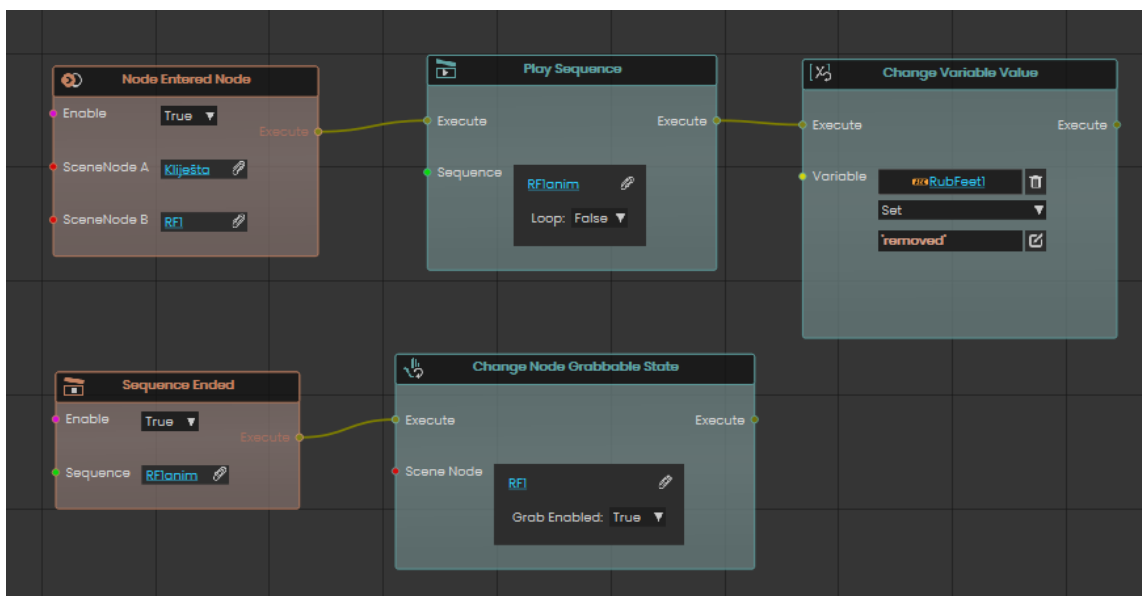 Node Entered Node
Enable
True
Execute
SceneNode A
Kliješta
SceneNode B
RF1
Play Sequence
Execute
Execute
Sequence
RF1anim
Loop: False
Change Variable Value
Execute
Execute
Variable
RubFeet1
Set
"removed"
Sequence Ended
Enable
True
Execute
Sequence
RF1anim
Change Node Grabbable State
Execute
Execute
Scene Node
RF1
Grab Enabled: True